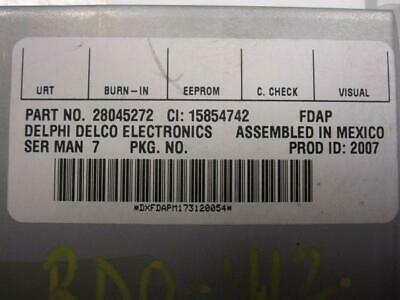 URT BURN-IN EEPROM C. CHECK VISUAL
PART NO. 28045272 CI: 15854742 FDAP
DELPHI DELCO ELECTRONICS ASSEMBLED IN MEXICO
SER MAN 7 PKG. NO. PROD ID: 2007
*DXFDAPM173120054*